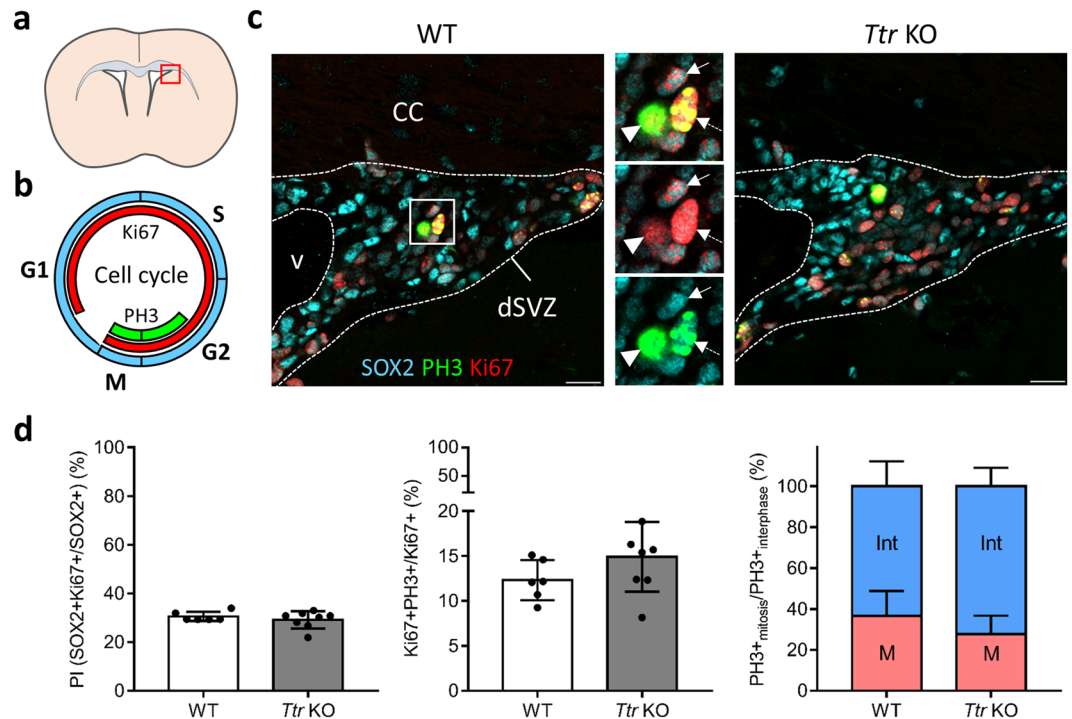 a
b
S
Ki67
G1
Cell cycle
PH3
G2
M
c
WT
Ttr KO
CC
V
dSVZ
SOX2 PH3 Ki67
d
PI (SOX2+Ki67+/SOX2+) (%)
100
80
60
40
20
0
WT
Ttr KO
Ki67+PH3+/Ki67+ (%)
100
50
20
15
10
5
0
WT
Ttr KO
PH3+mitosis/PH3+interphase (%)
100
80
60
40
20
0
Int
Int
M
M
WT
Ttr KO